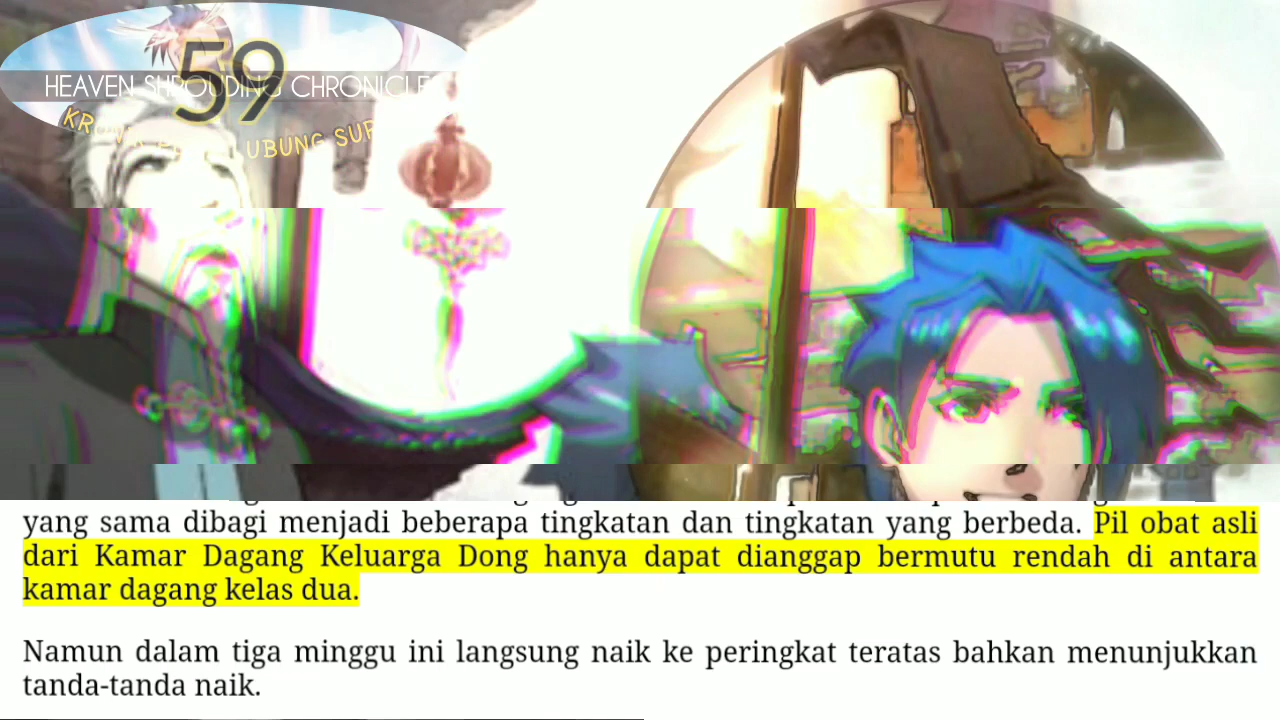 59
HEAVEN SHROUDING CHRONICLE
UBUNG SUR
yang sama dibagi menjadi beberapa tingkatan dan tingkatan yang berbeda. Pil obat asli
dari Kamar Dagang Keluarga Dong hanya dapat dianggap bermutu rendah di antara
kamar dagang kelas dua.
Namun dalam tiga minggu ini langsung naik ke peringkat teratas bahkan menunjukkan
tanda-tanda naik.